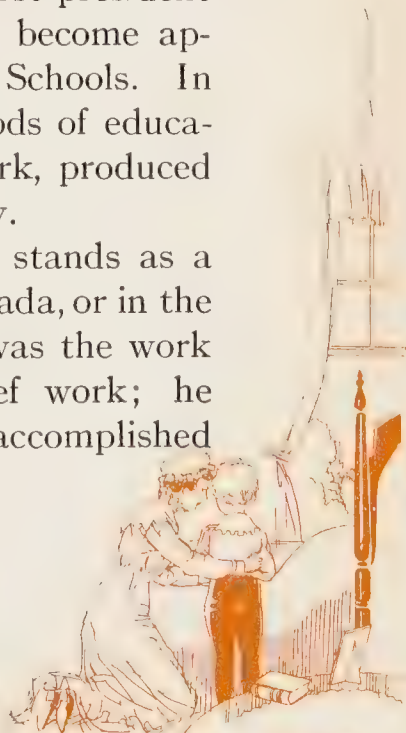 become ap-
Schools. In
ods of educa-
rk, produced
y.
stands as a
ada, or in the
was the work
ef work; he
accomplished